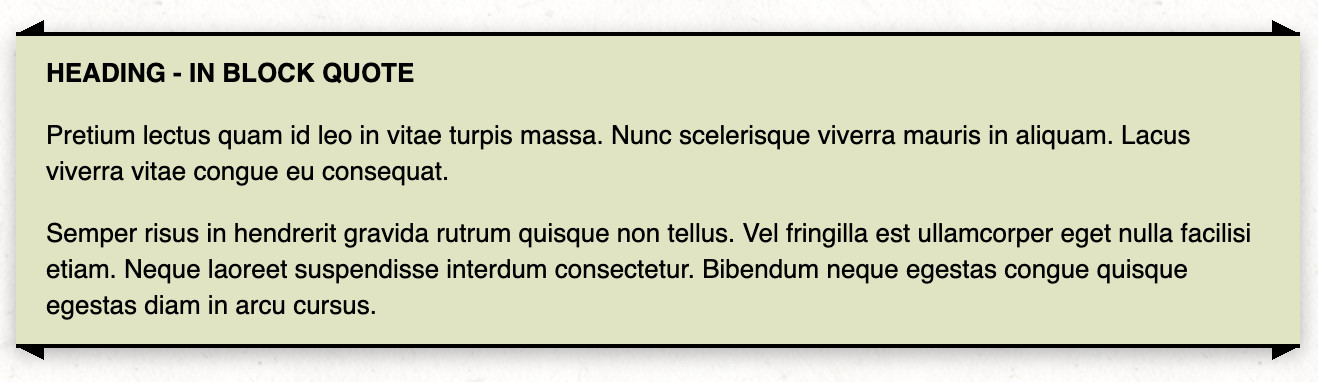 HEADING - IN BLOCK QUOTE
Pretium lectus quam id leo in vitae turpis massa. Nunc scelerisque viverra mauris in aliquam. Lacus
viverra vitae congue eu consequat.
Semper risus in hendrerit gravida rutrum quisque non tellus. Vel fringilla est ullamcorper eget nulla facilisi
etiam. Neque laoreet suspendisse interdum consectetur. Bibendum neque egestas congue quisque
egestas diam in arcu cursus.